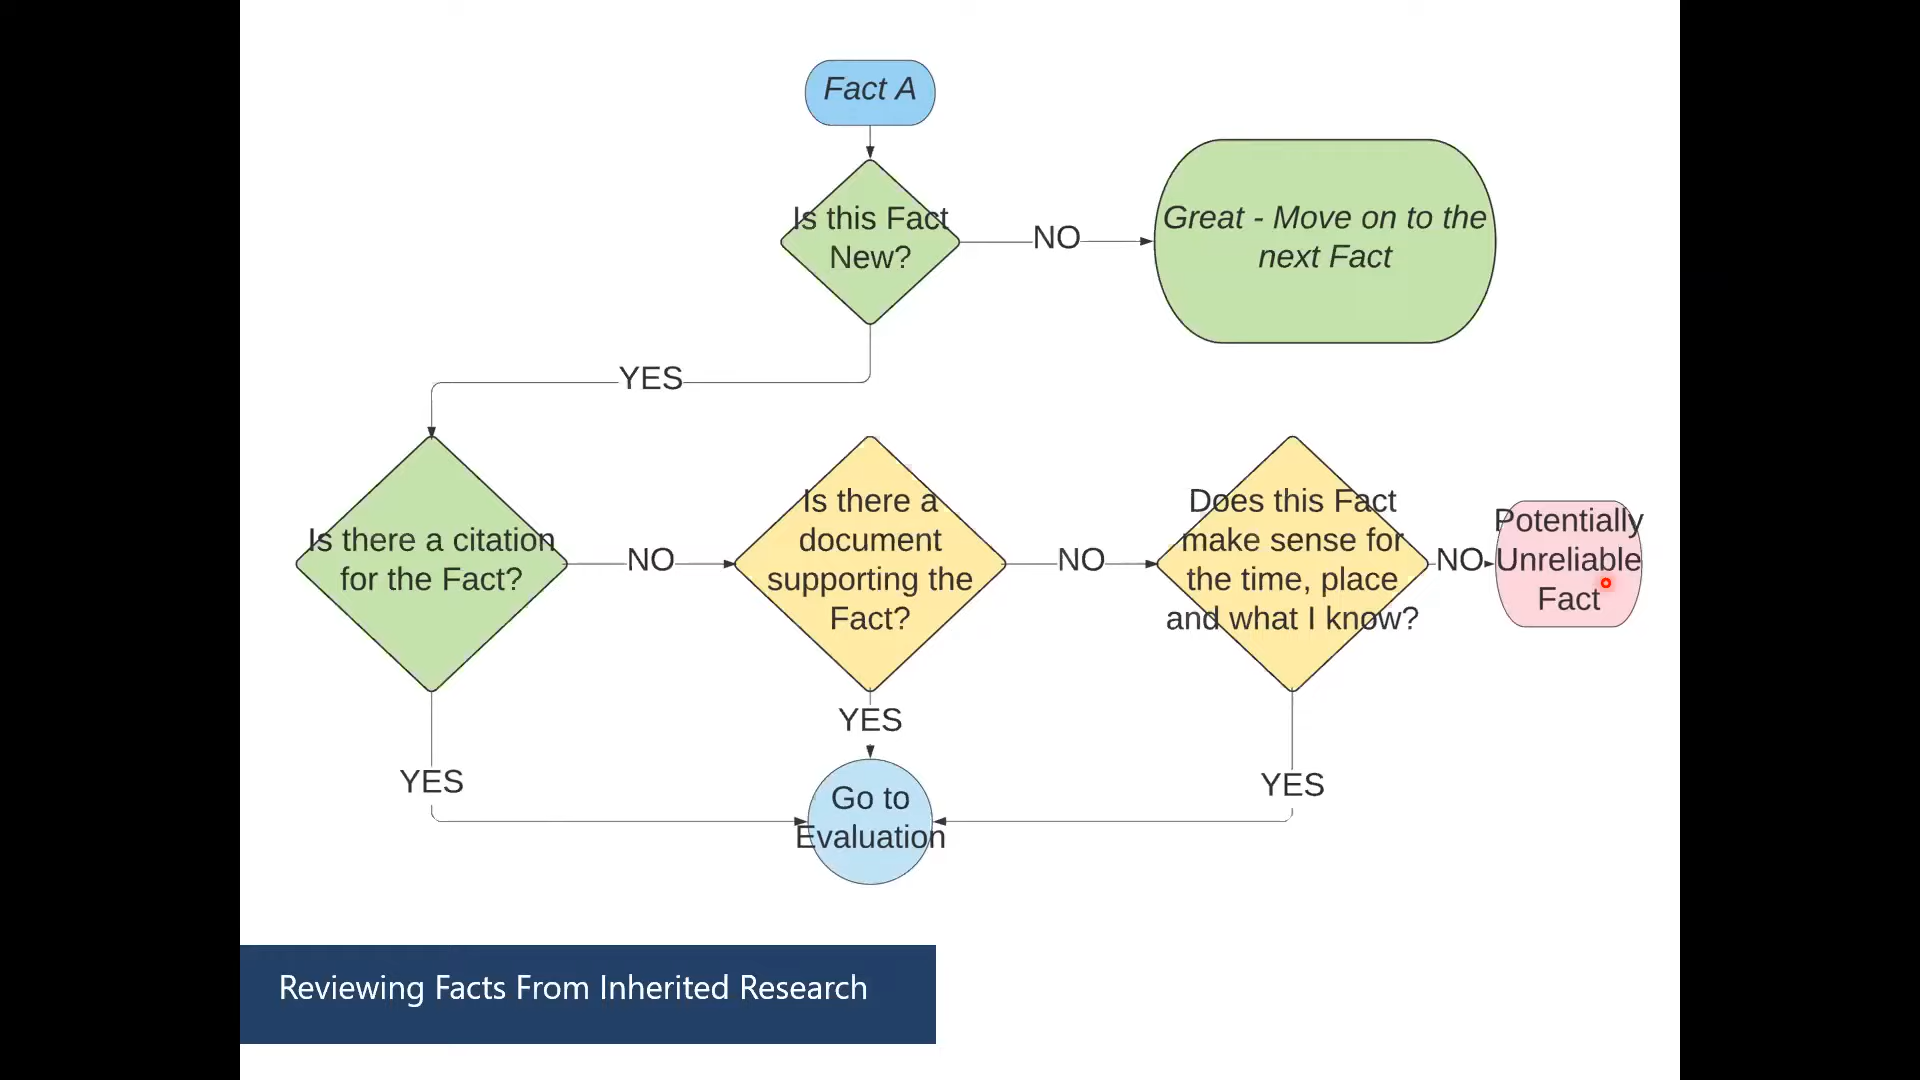 Fact A
Is this Fact
New?
NO
Great - Move on to the
next Fact
YES
Is there a citation
for the Fact?
NO
Is there a
document
supporting the
Fact?
NO
Does this Fact
make sense for
the time, place
and what I know?
NO
Potentially
Unreliable
Fact
YES
YES
YES
Go to
Evaluation
Reviewing Facts From Inherited Research